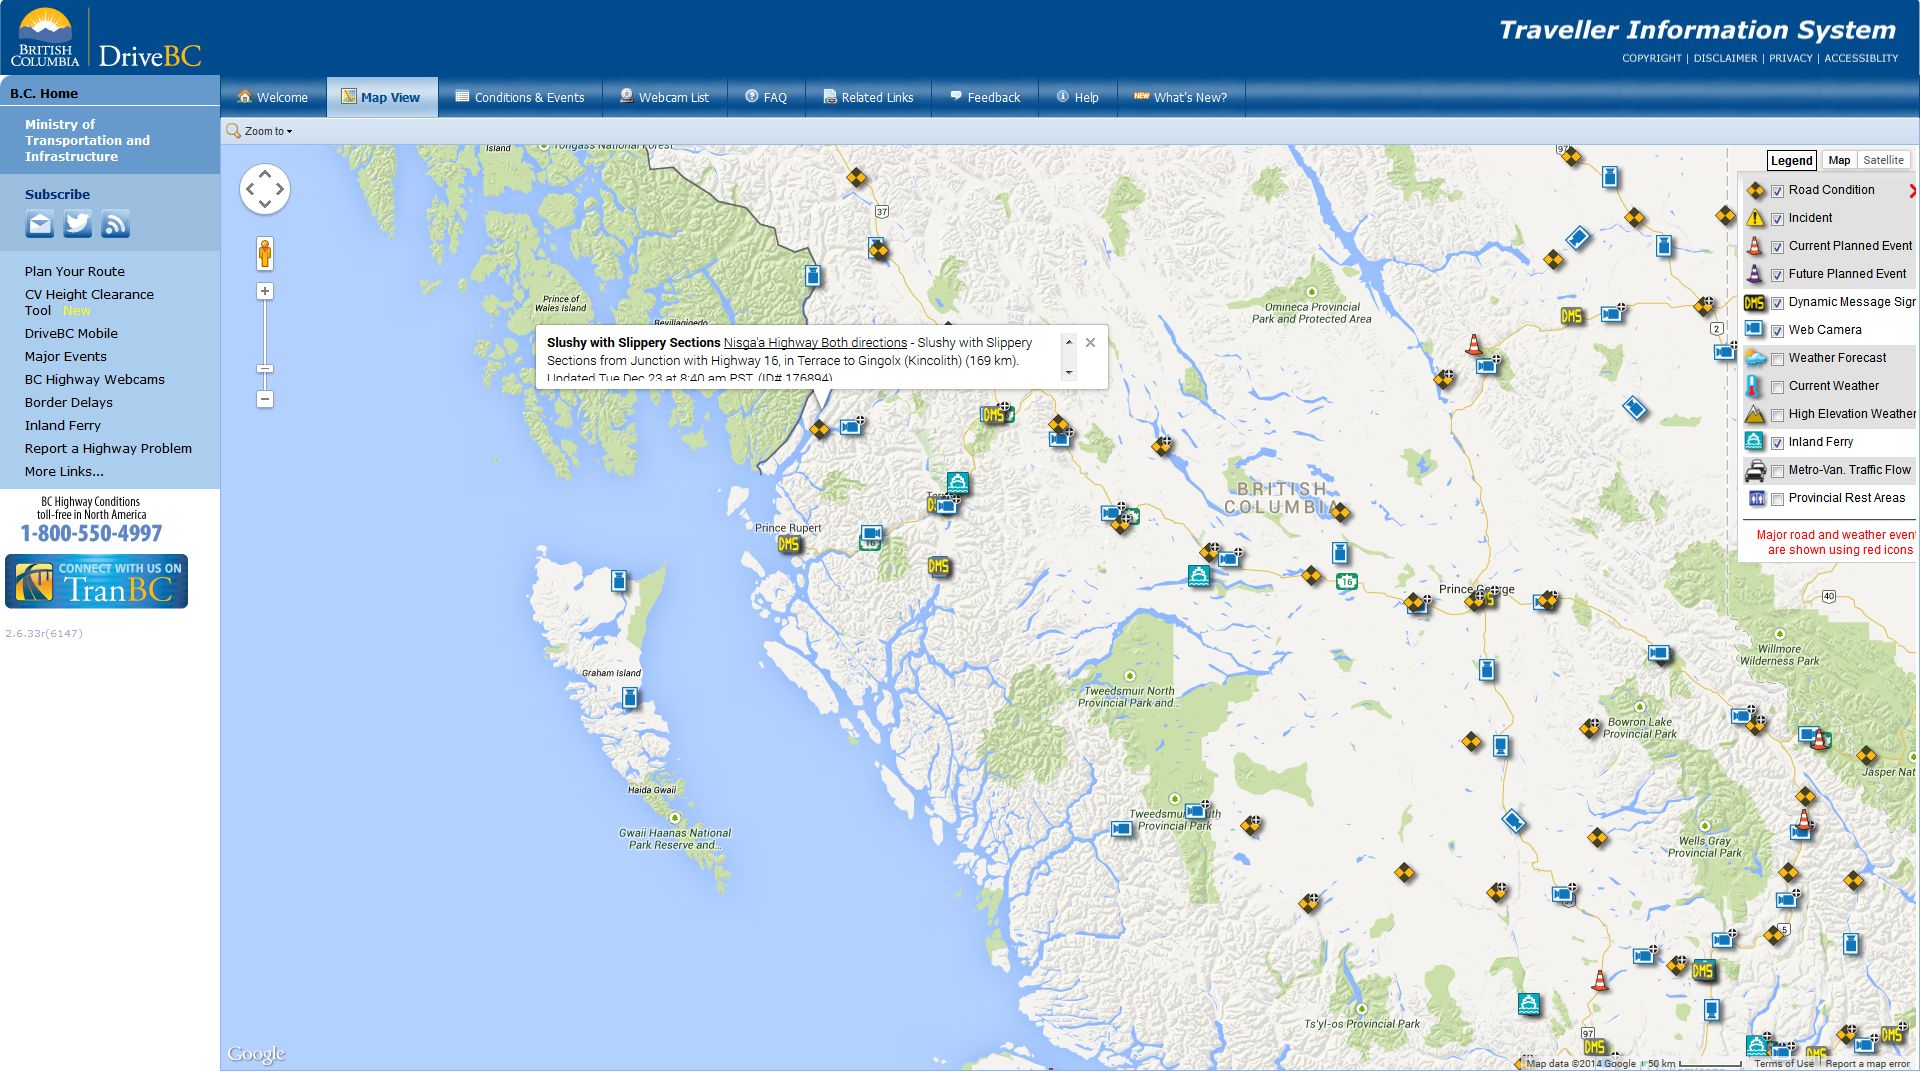 BRITISH
COLUMBIA
DriveBC
Traveller Information System
COPYRIGHT | DISCLAIMER | PRIVACY | ACCESSIBLITY
B.C. Home
Ministry of
Transportation and
Infrastructure
Subscribe
Plan Your Route
CV Height Clearance
Tool New
DriveBC Mobile
Major Events
BC Highway Webcams
Border Delays
Inland Ferry
Report a Highway Problem
More Links...
BC Highway Conditions
toll-free in North America
1-800-550-4997
CONNECT WITH US ON
TranBC
2.6.33r(6147)
Welcome
Map View
Conditions & Events
Webcam List
FAQ
Related Links
Feedback
Help
NEW What's New?
Zoom to
Island
Tongass National Forest
37
97
Prince of
Wales Island
Slushy with Slippery Sections Nisga'a Highway Both directions - Slushy with Slippery
Sections from Junction with Highway 16, in Terrace to Gingolx (Kincolith) (169 km).
Updated Tue Dec 23 at 8:40 am PST. (ID# 176894)
Omineca Provincial
Park and Protected Area
DMS
2
DMS
BRITISH
COLUMBIA
Prince Rupert
DMS
16
DMS
16
Prince George
40
Willmore
Wilderness Park
Graham Island
Tweedsmuir North
Provincial Park and...
Bowron Lake
Provincial Park
Haida Gwaii
Gwaii Haanas National
Park Reserve and...
Provincial Park
Wells Gray
Provincial Park
5
DMS
Ts'yl-os Provincial Park
97
DMS
DMS
Legend
Map
Satellite
Road Condition
Incident
Current Planned Event
Future Planned Event
DMS Dynamic Message Sign
Web Camera
Weather Forecast
Current Weather
High Elevation Weather
Inland Ferry
Metro-Van. Traffic Flow
Provincial Rest Areas
Major road and weather event
are shown using red icons
Google
Map data ©2014 Google
50 km
Terms of Use
Report a map error